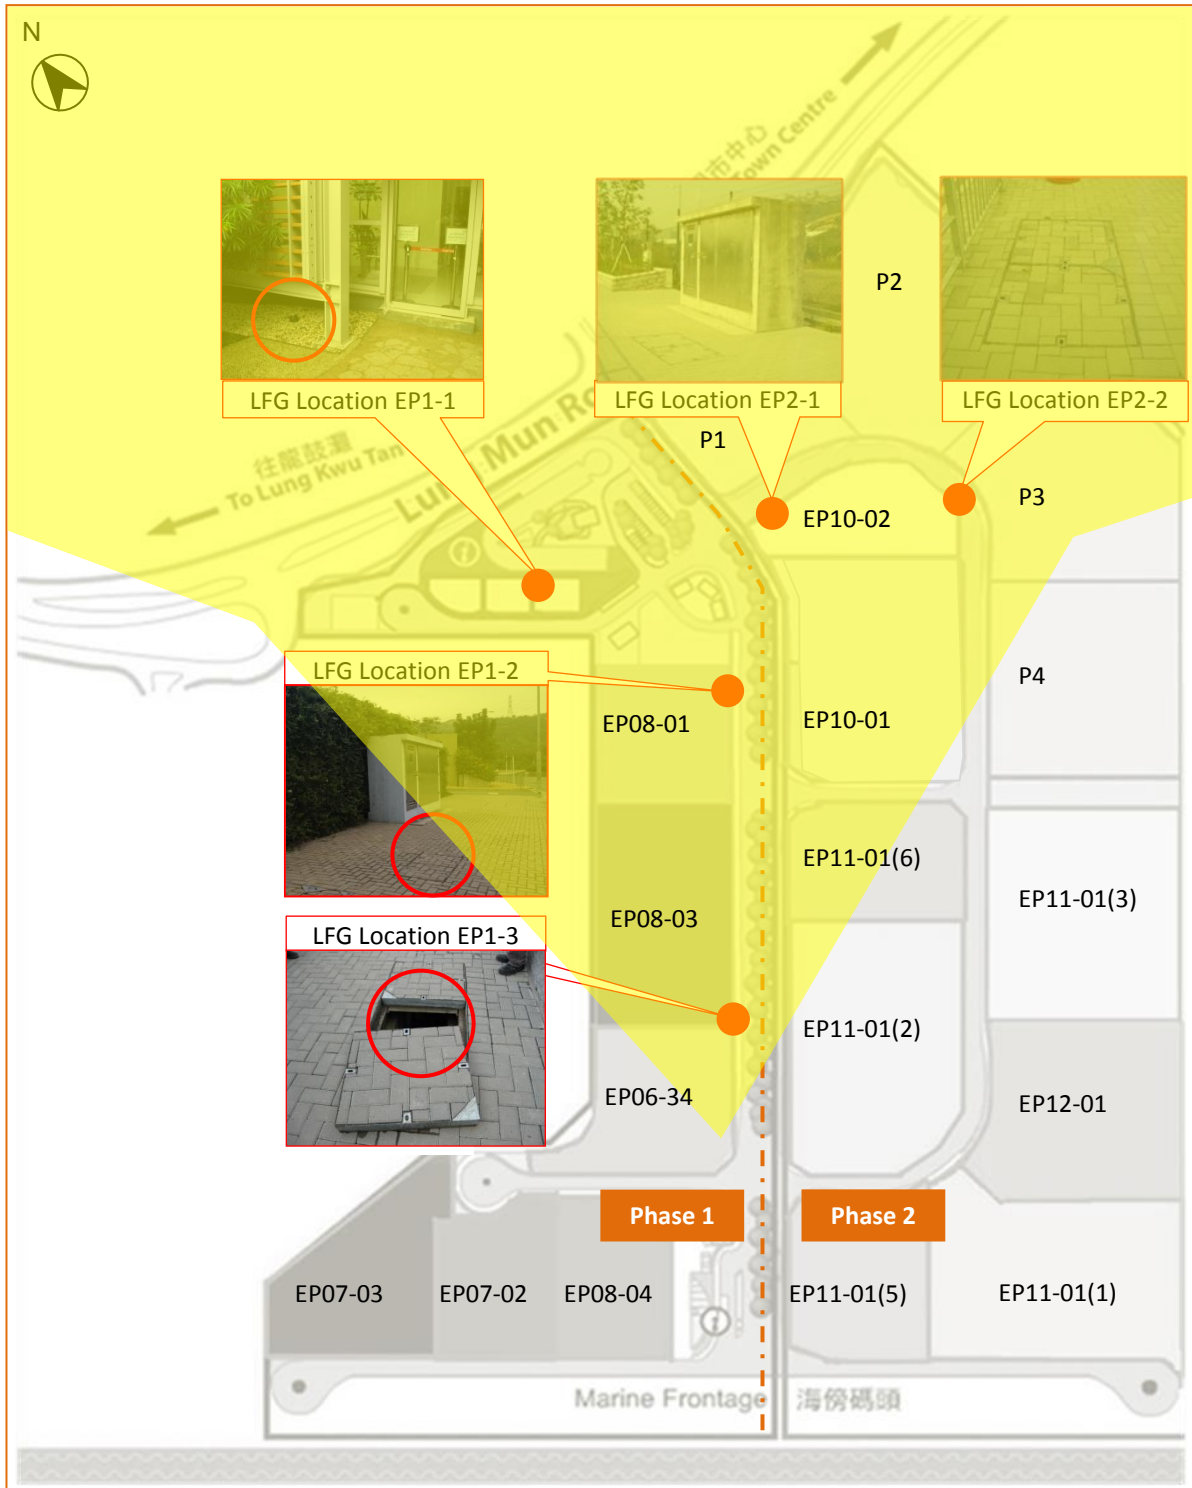 N
市中心
Town Centre
P2
LFG Location EP1-1
LFG Location EP2-1
LFG Location EP2-2
往龍鼓灘
To Lung Kwu Tan
Lung Mun Ro
P1
P3
EP10-02
LFG Location EP1-2
P4
EP08-01
EP10-01
EP11-01(6)
EP11-01(3)
EP08-03
LFG Location EP1-3
EP11-01(2)
EP06-34
EP12-01
Phase 1
Phase 2
EP07-03
EP07-02
EP08-04
EP11-01(5)
EP11-01(1)
Marine Frontage 海傍碼頭